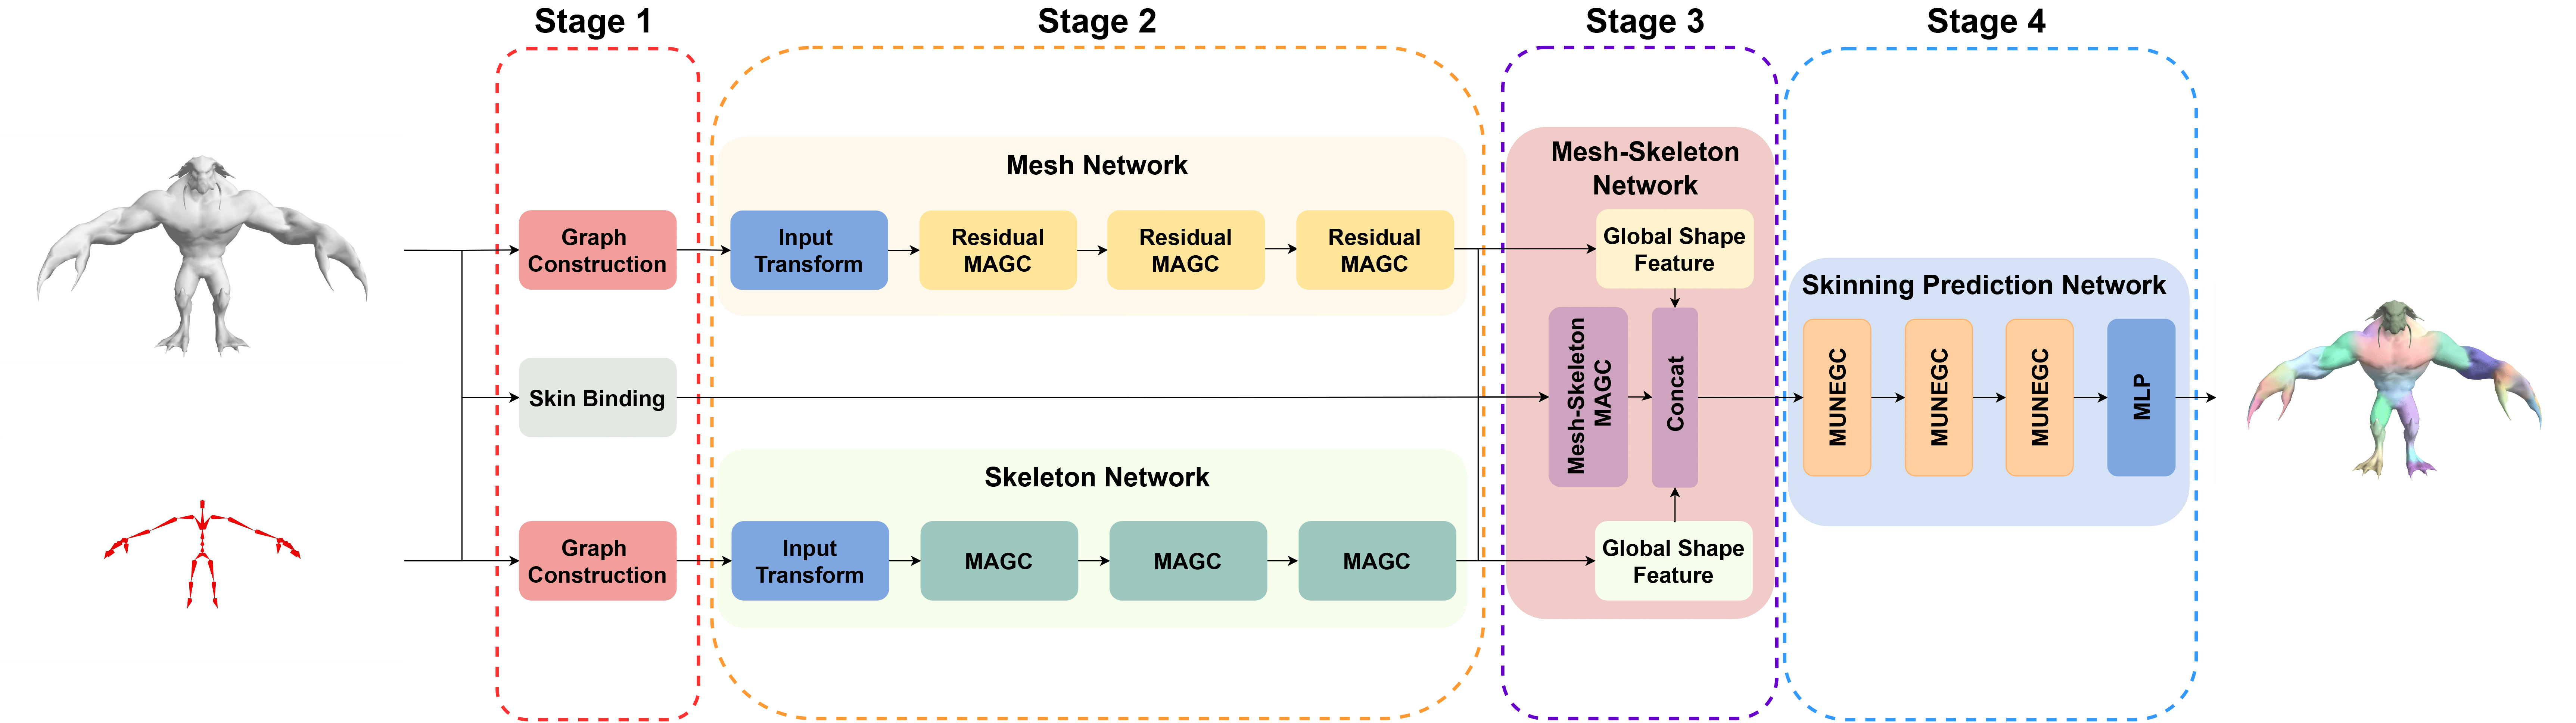 Stage 1
Stage 2
Stage 3
Stage 4
Mesh Network
Graph
Construction
Input
Transform
Residual
MAGC
Residual
MAGC
Residual
MAGC
Skin Binding
Skeleton Network
Graph
Construction
Input
Transform
MAGC
MAGC
MAGC
Mesh-Skeleton
Network
Global Shape
Feature
Mesh-Skeleton
MAGC
Concat
Global Shape
Feature
Skinning Prediction Network
MUNEGC
MUNEGC
MUNEGC
MLP